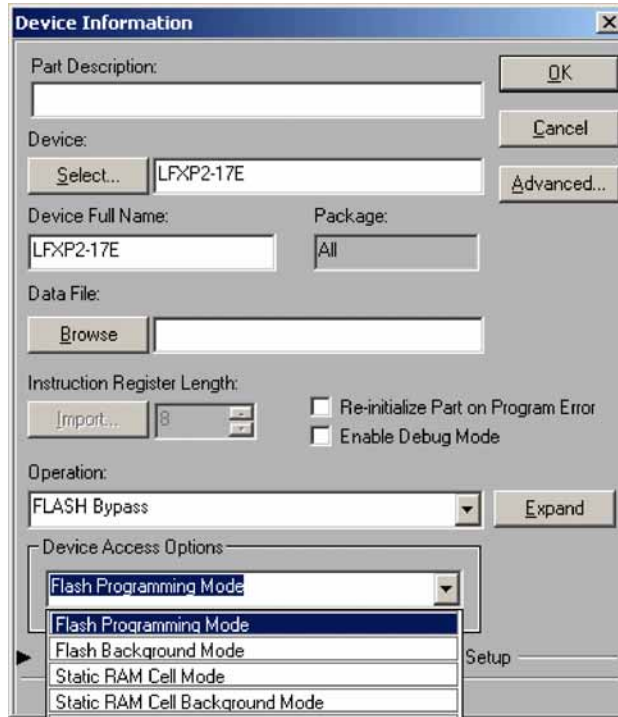 Device Information
Part Description:
OK
Cancel
Device:
Select... LFXP2-17E
Advanced...
Device Full Name: Package:
LFXP2-17E All
Data File:
Browse
Instruction Register Length:
Import... 8
Re-initialize Part on Program Error
Enable Debug Mode
Operation:
FLASH Bypass Expand
Device Access Options
Flash Programming Mode
Flash Programming Mode
Flash Background Mode
Static RAM Cell Mode
Setup
Static RAM Cell Background Mode